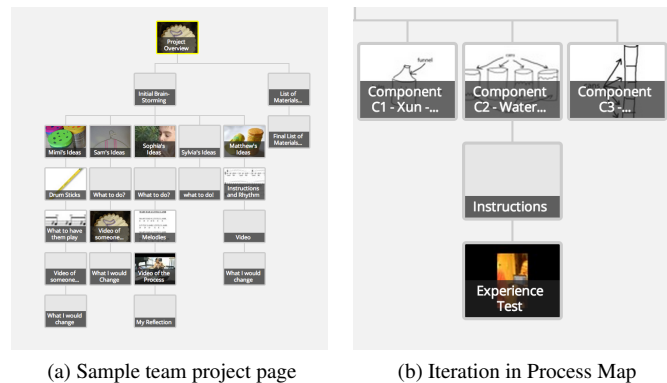 Project
Overview
Initial Brain-
Storming
List of
Materials...
Mimi's Ideas
Sam's Ideas
Sophia's
Ideas
Sylvia's Ideas
Matthew's
Ideas
Final List of
Materials...
Drum Sticks
What to do?
What to do?
what to do!
Instructions
and Rhythm
What to have
them play
Video of
someone...
Melodies
Video
Video of
someone...
What I would
Change
Video of the
Process
What I would
change
What I would
change
My Reflection
(a) Sample team project page
funnel
Component
C1 - Xun -...
Component
C2 - Water...
Component
C3 -...
Instructions
Experience
Test
(b) Iteration in Process Map